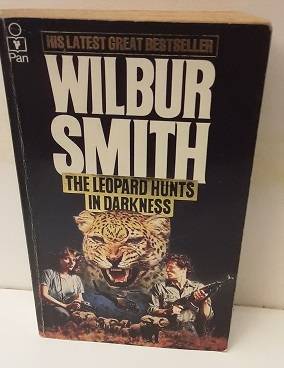 HIS LATEST GREAT BESTSELLER
Pan
WILBUR
SMITH
THE LEOPARD HUNTS
IN DARKNESS